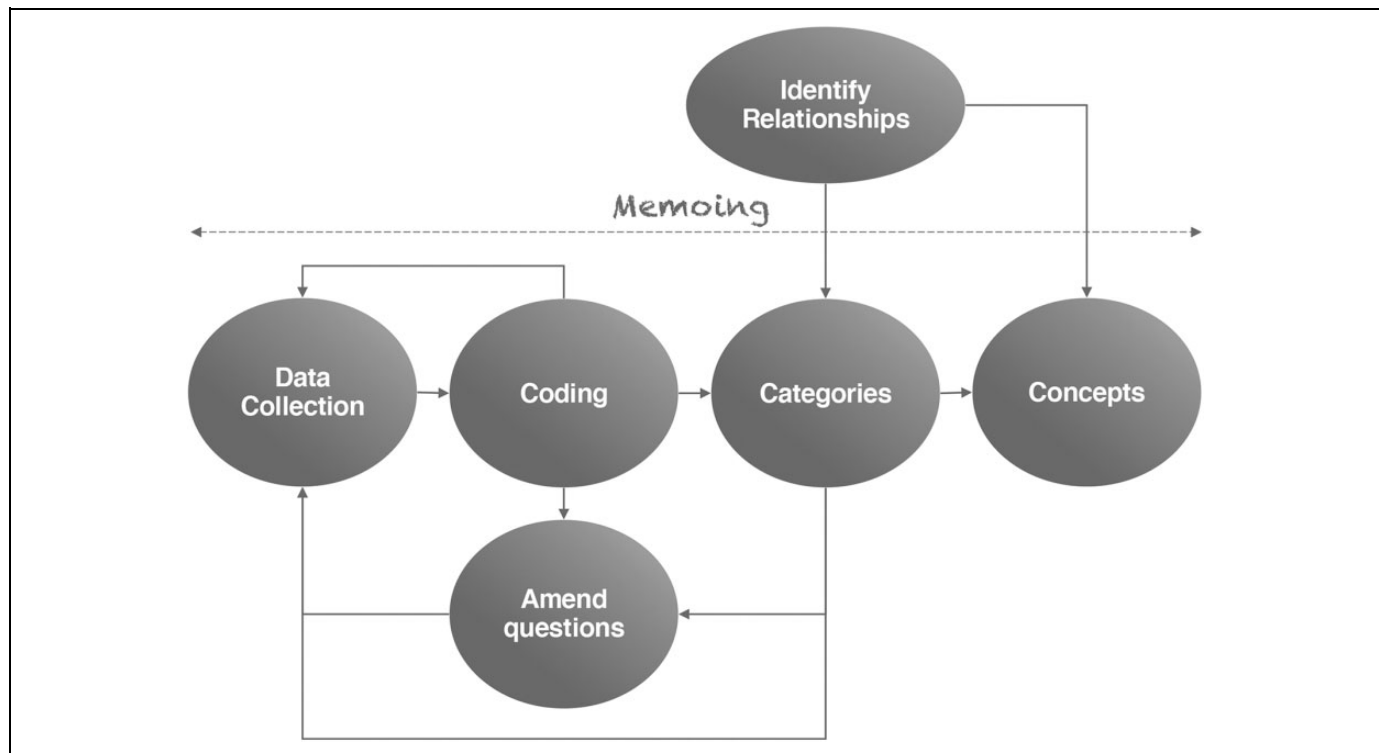 Identify
Relationships
Memoing
Data
Collection
Coding
Categories
Concepts
Amend
questions